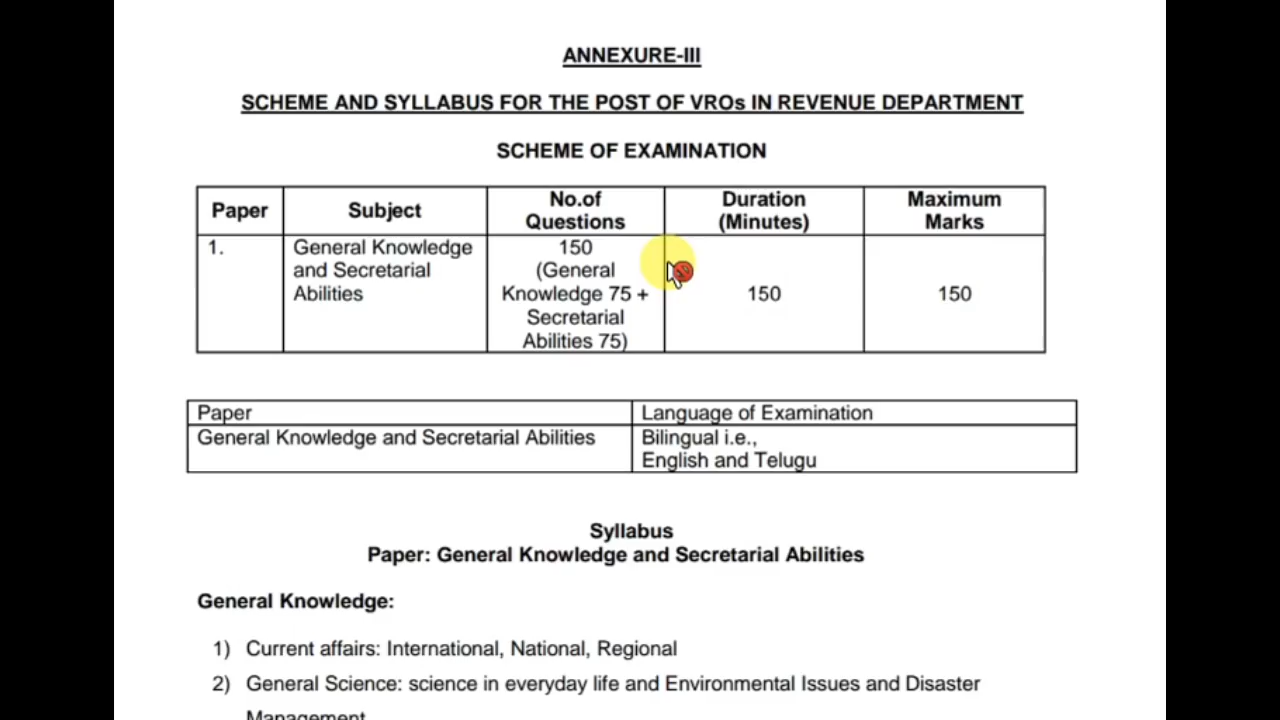 ANNEXURE-III
SCHEME AND SYLLABUS FOR THE POST OF VROs IN REVENUE DEPARTMENT
SCHEME OF EXAMINATION
Paper
Subject
No.of
Questions
Duration
(Minutes)
Maximum
Marks
1.
General Knowledge
and Secretarial
Abilities
150
(General
Knowledge 75 +
Secretarial
Abilities 75)
150
150
Paper
Language of Examination
General Knowledge and Secretarial Abilities
Bilingual i.e.,
English and Telugu
Syllabus
Paper: General Knowledge and Secretarial Abilities
General Knowledge:
1) Current affairs: International, National, Regional
2) General Science: science in everyday life and Environmental Issues and Disaster
Management